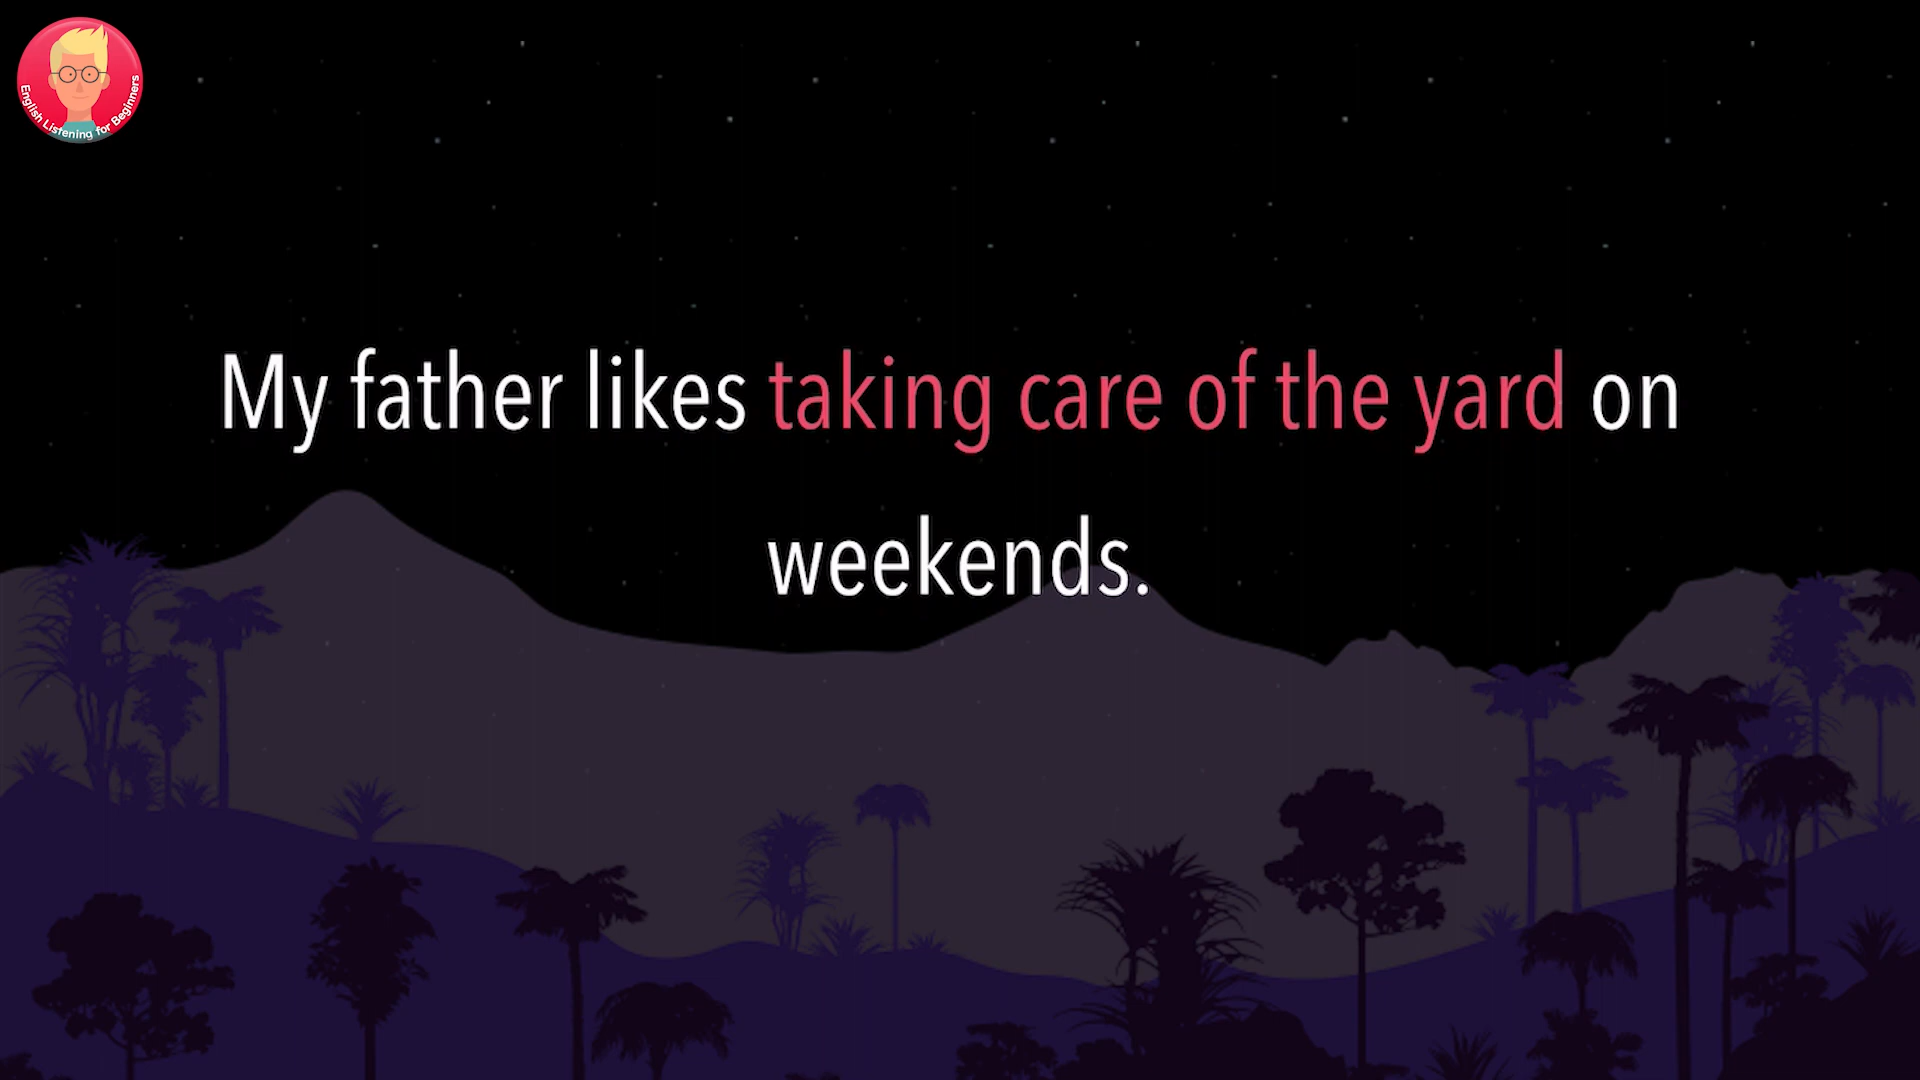 English Listening for Beginners
My father likes taking care of the yard on
weekends.